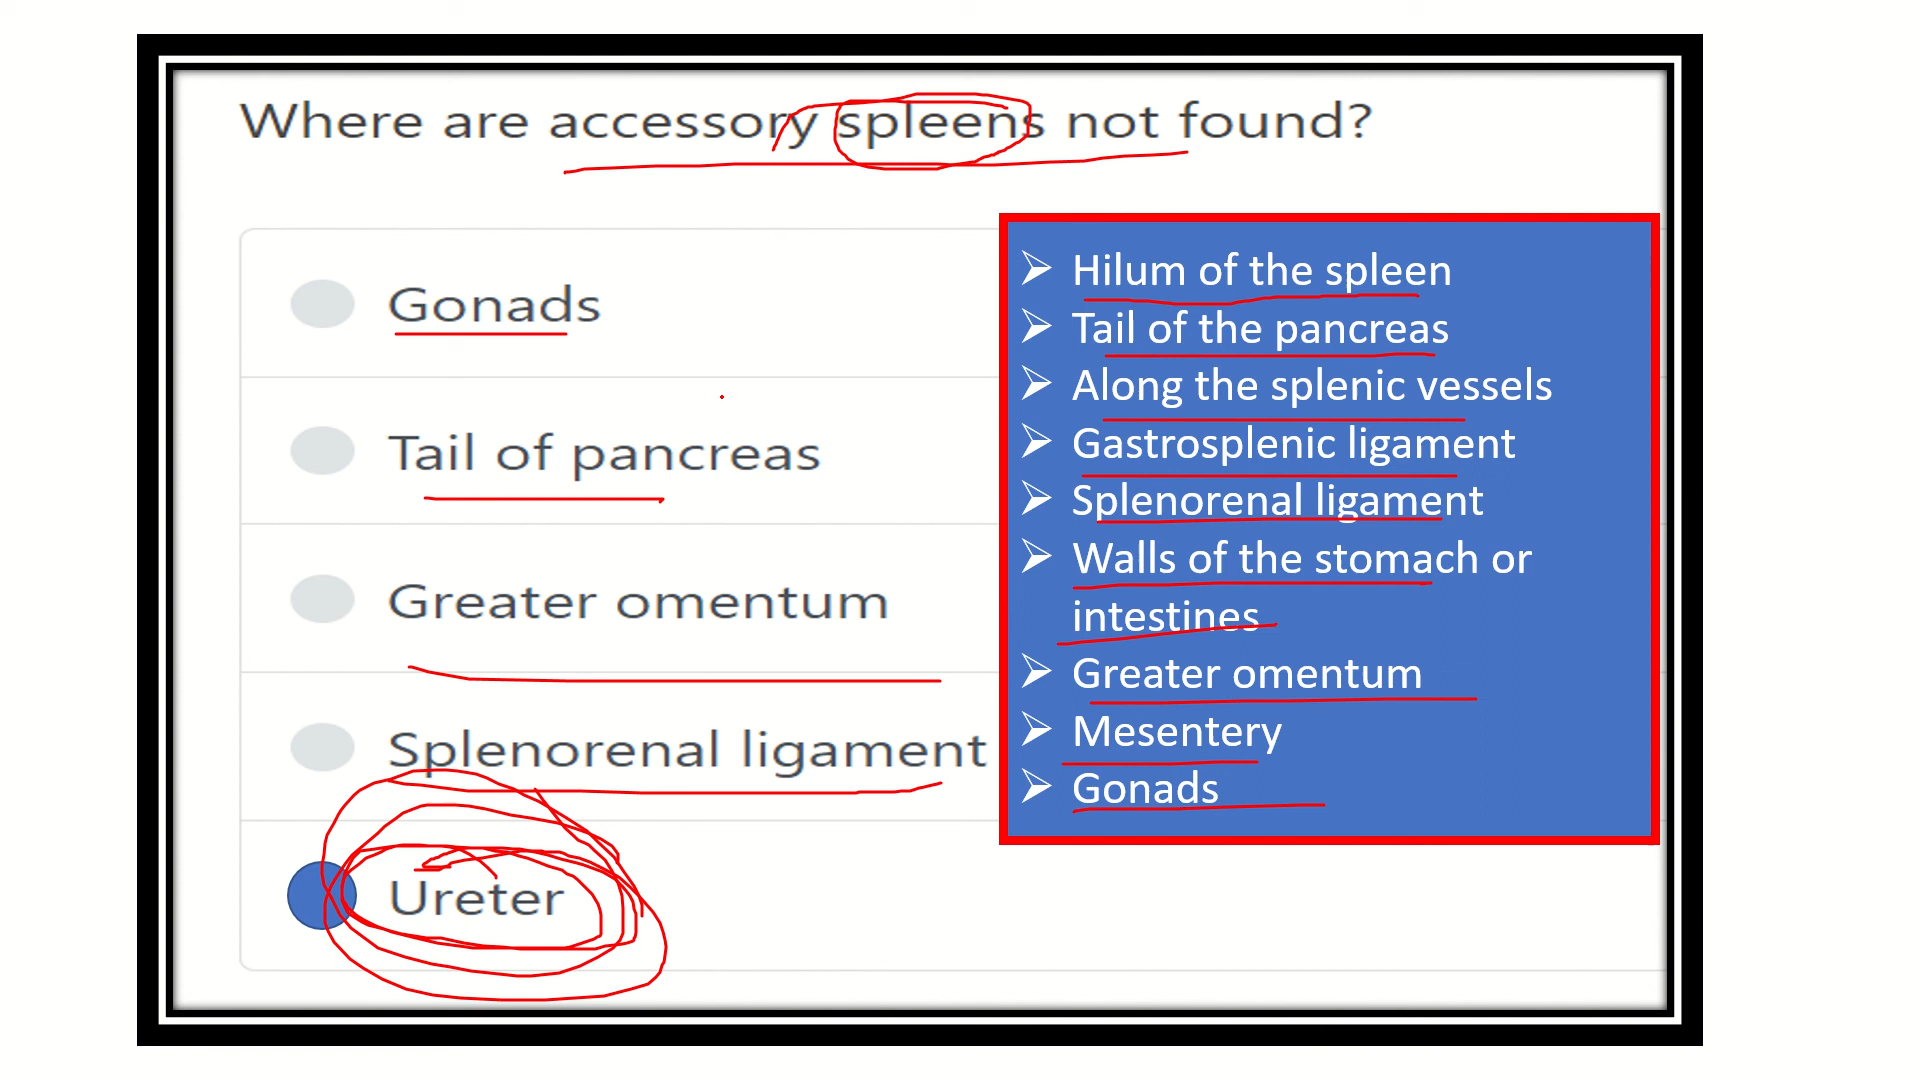 Where are accessory spleens not found?
Gonads
Tail of pancreas
Greater omentum
Splenorenal ligament
Ureter
Hilum of the spleen
Tail of the pancreas
Along the splenic vessels
Gastrosplenic ligament
Splenorenal ligament
Walls of the stomach or
intestines
Greater omentum
Mesentery
Gonads